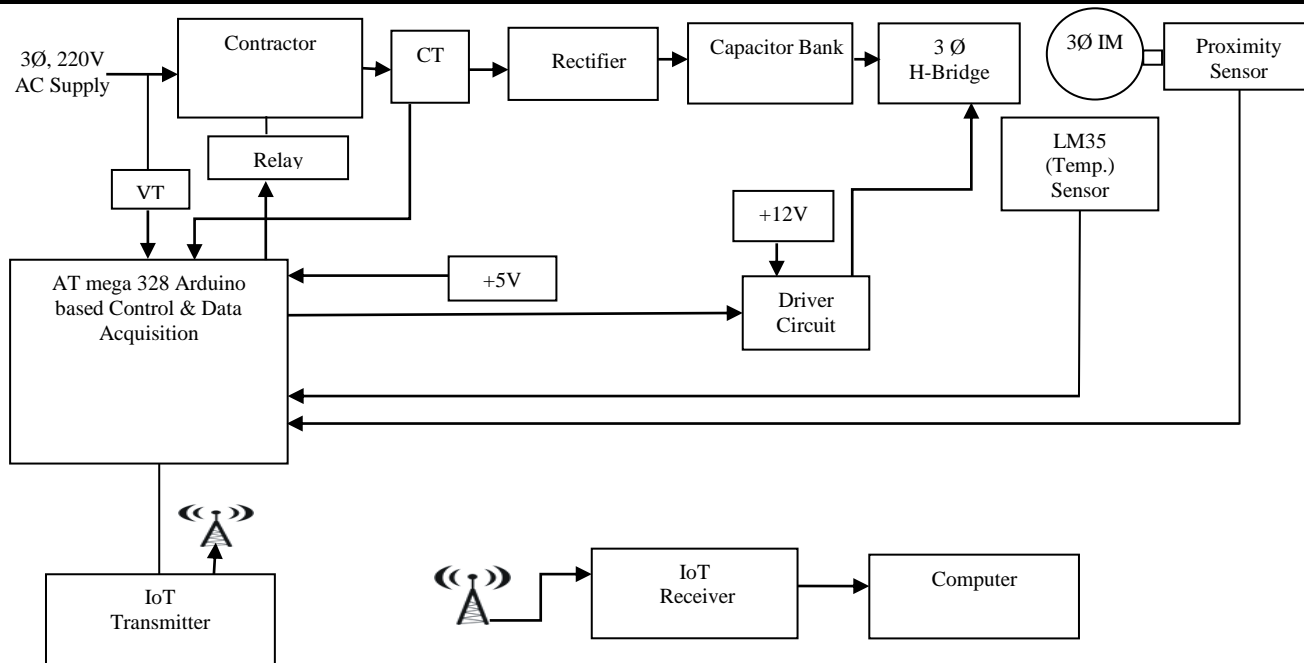 3Ø, 220V
AC Supply
Contractor
CT
Rectifier
Capacitor Bank
3 Ø
H-Bridge
3Ø IM
Proximity
Sensor
Relay
VT
LM35
(Temp.)
Sensor
+12V
+5V
AT mega 328 Arduino
based Control & Data
Acquisition
Driver
Circuit
IoT
Transmitter
IoT
Receiver
Computer